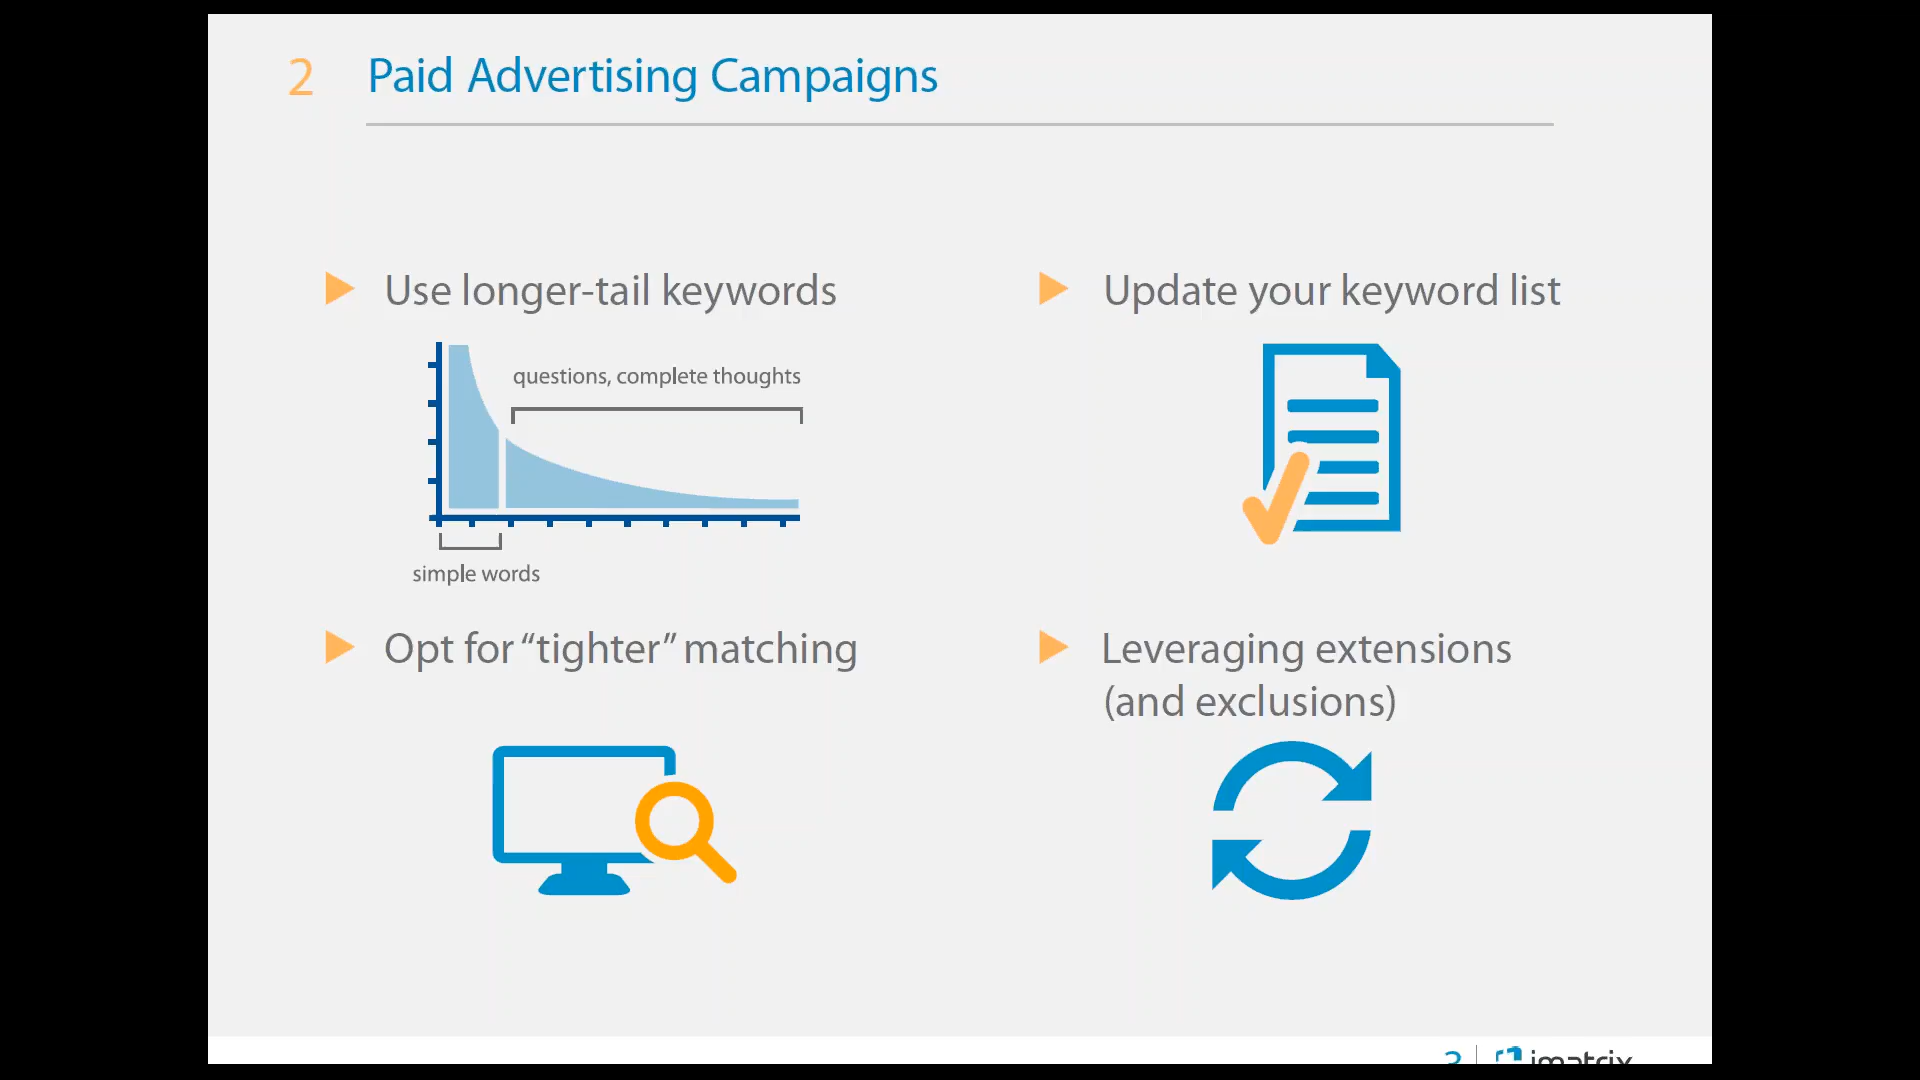 2 Paid Advertising Campaigns
Use longer-tail keywords
questions, complete thoughts
simple words
Update your keyword list
Opt for “tighter” matching
Leveraging extensions
(and exclusions)
imatrix